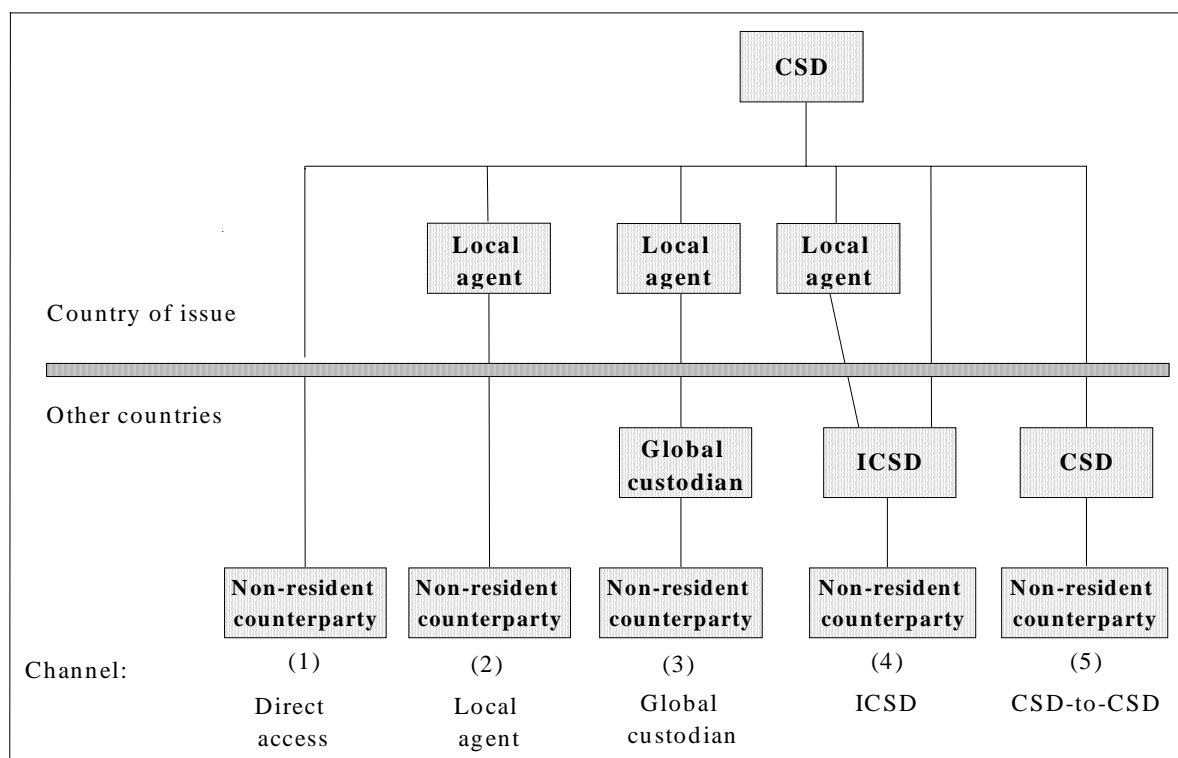 CSD
Local Local Local
agent agent agent
Country of issue
Other countries
Global
custodian
ICSD
CSD
Non-resident Non-resident Non-resident Non-resident Non-resident
counterparty counterparty counterparty counterparty counterparty
Channel: (1) (2) (3) (4) (5)
Direct Local Global ICSD CSD-to-CSD
access agent custodian